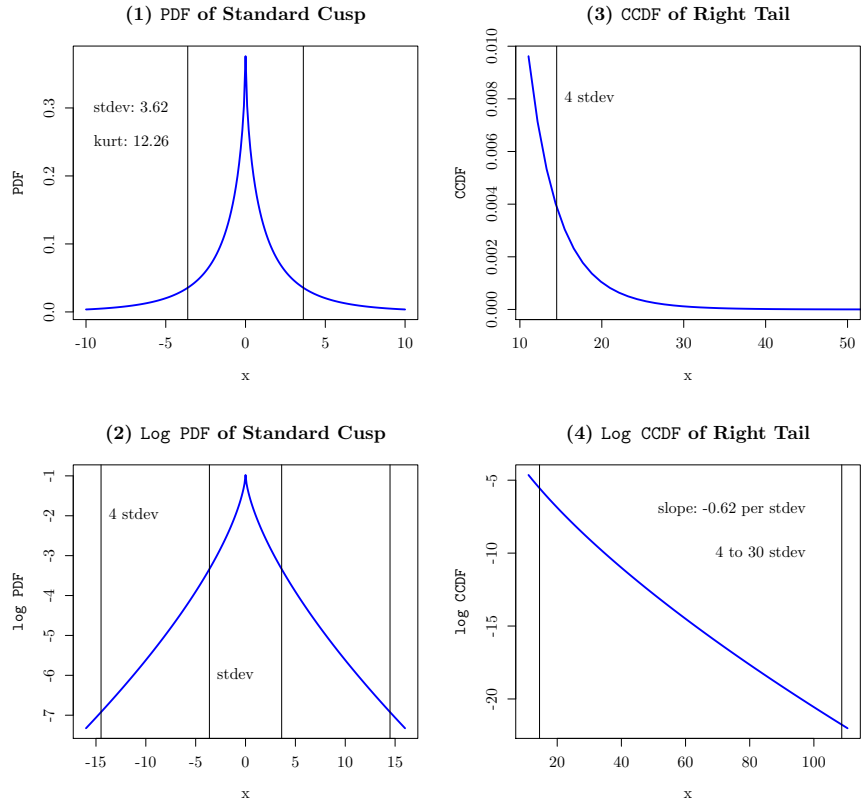 (1) PDF of Standard Cusp
PDF
0.0
0.1
0.2
0.3
stdev: 3.62
kurt: 12.26
-10
-5
0
5
10
x
(3) CCDF of Right Tail
CCDF
0.000
0.002
0.004
0.006
0.008
0.010
4 stdev
10
20
30
40
50
x
(2) Log PDF of Standard Cusp
log PDF
-7
-6
-5
-4
-3
-2
-1
4 stdev
stdev
-15
-10
-5
0
5
10
15
x
(4) Log CCDF of Right Tail
log CCDF
-20
-15
-10
-5
slope: -0.62 per stdev
4 to 30 stdev
20
40
60
80
100
x